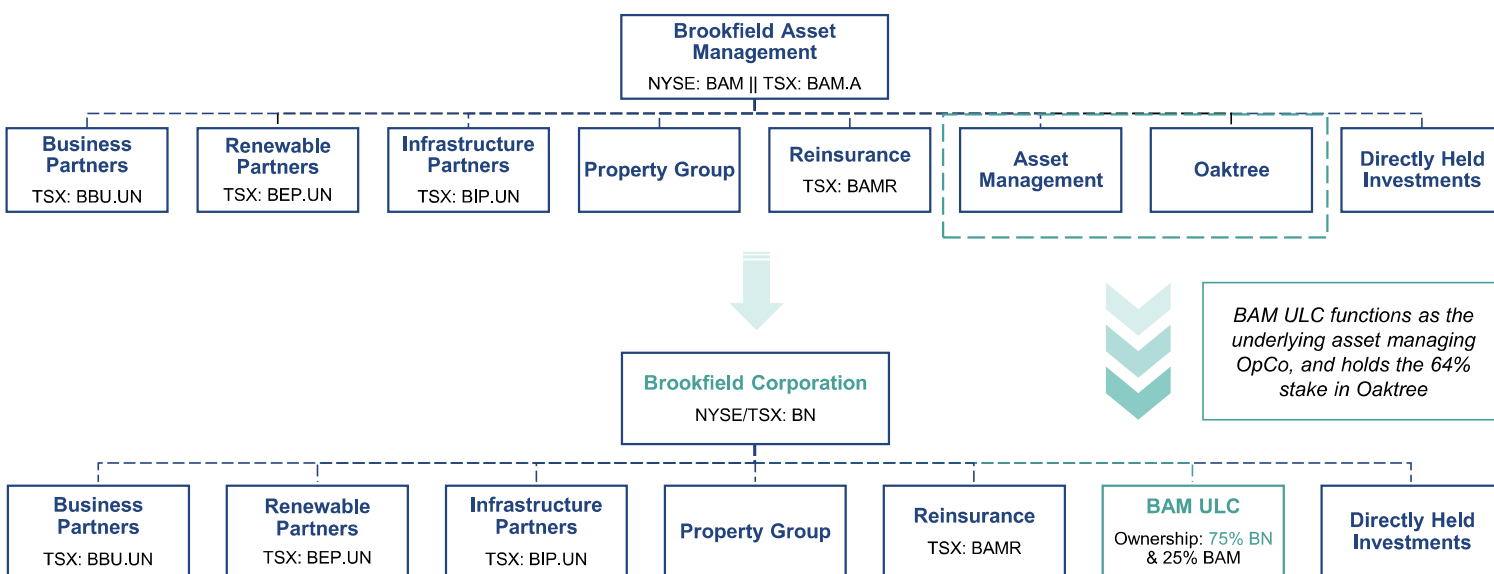 Brookfield Asset
Management
NYSE: BAM || TSX: BAM.A
Business
Partners
TSX: BBU.UN
Renewable
Partners
TSX: BEP.UN
Infrastructure
Partners
TSX: BIP.UN
Property Group
Reinsurance
TSX: BAMR
Asset
Management
Oaktree
Directly Held
Investments
BAM ULC functions as the
underlying asset managing
OpCo, and holds the 64%
stake in Oaktree
Brookfield Corporation
NYSE/TSX: BN
Business
Partners
TSX: BBU.UN
Renewable
Partners
TSX: BEP.UN
Infrastructure
Partners
TSX: BIP.UN
Property Group
Reinsurance
TSX: BAMR
BAM ULC
Ownership: 75% BN
& 25% BAM
Directly Held
Investments